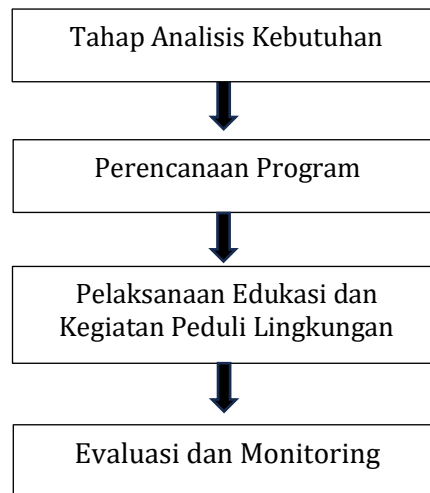 Tahap Analisis Kebutuhan
Perencanaan Program
Pelaksanaan Edukasi dan
Kegiatan Peduli Lingkungan
Evaluasi dan Monitoring